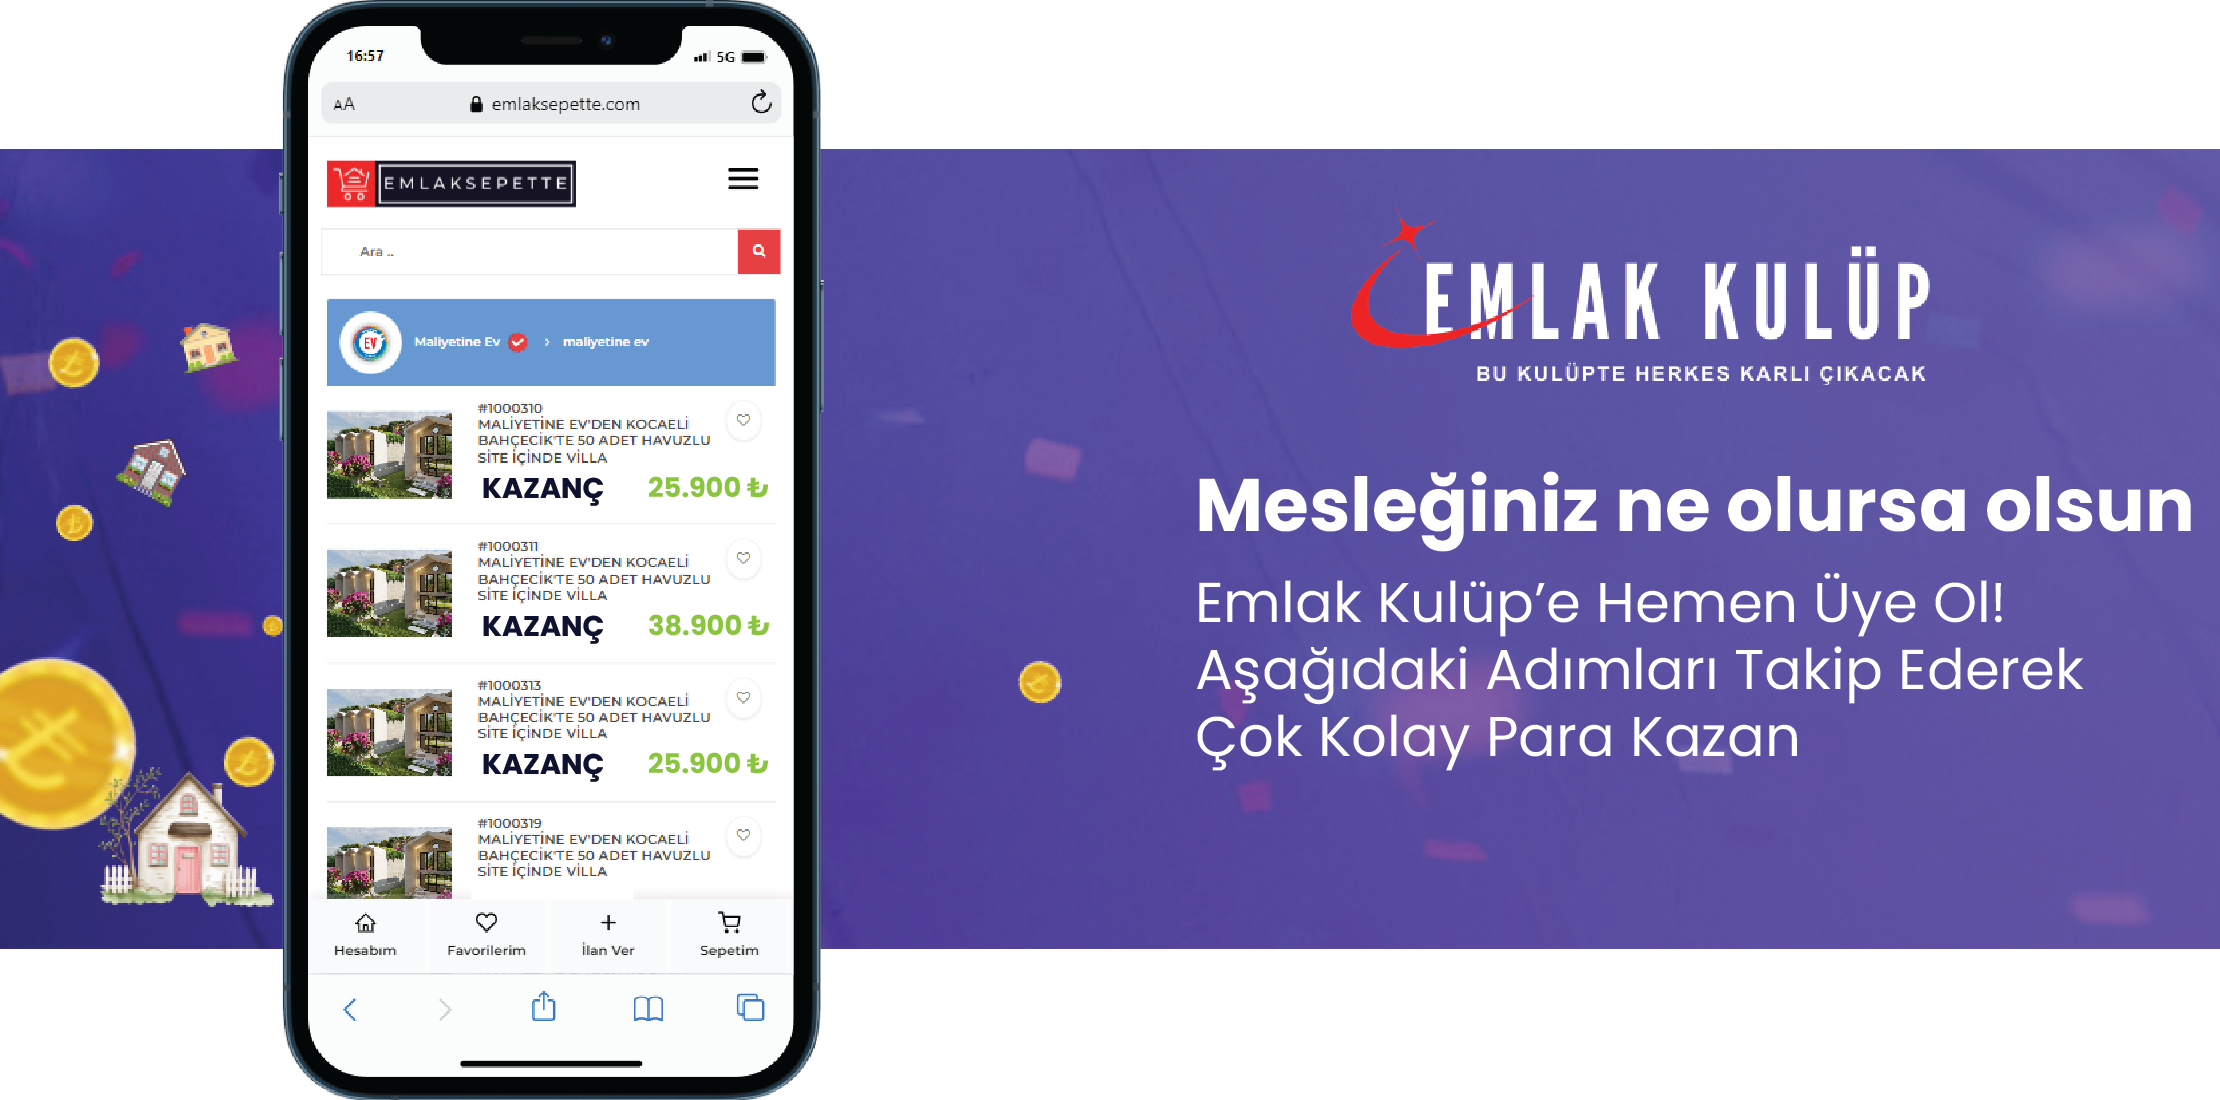 16:57
5G
AA
emlaksepette.com
EMLAKSEPETTE
Ara ..
EV
Maliyetine Ev
maliyetine ev
#1000310
MALİYETİNE EV'DEN KOCAELİ
BAHÇECİK'TE 50 ADET HAVUZLU
SİTE İÇİNDE VİLLA
KAZANÇ 25.900 ₺
#1000311
MALİYETİNE EV'DEN KOCAELİ
BAHÇECİK'TE 50 ADET HAVUZLU
SİTE İÇİNDE VİLLA
KAZANÇ 38.900 ₺
#1000313
MALİYETİNE EV'DEN KOCAELİ
BAHÇECİK'TE 50 ADET HAVUZLU
SİTE İÇİNDE VİLLA
KAZANÇ 25.900 ₺
#1000319
MALİYETİNE EV'DEN KOCAELİ
BAHÇECİK'TE 50 ADET HAVUZLU
SİTE İÇİNDE VİLLA
Hesabım
Favorilerim
İlan Ver
Sepetim
EMLAK KULÜP
BU KULÜPTE HERKES KARLI ÇIKACAK
Mesleğiniz ne olursa olsun
Emlak Kulüp’e Hemen Üye Ol!
Aşağıdaki Adımları Takip Ederek
Çok Kolay Para Kazan